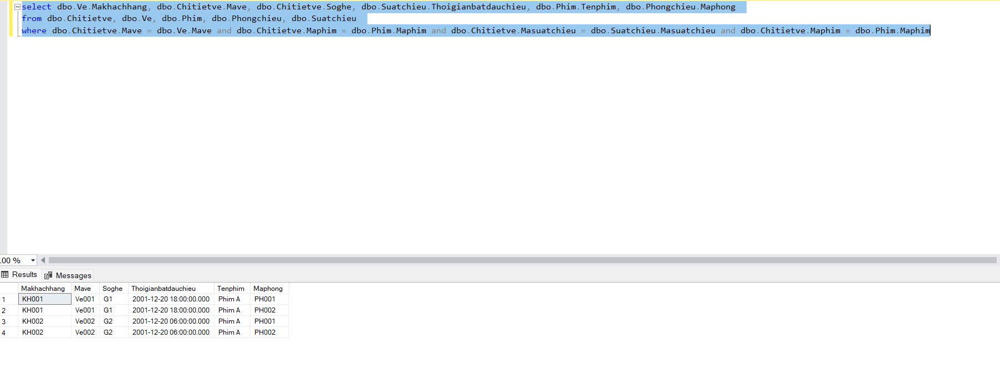 select dbo.Ve.Makhachhang, dbo.Chitietve.Mave, dbo.Chitietve.Soghe, dbo.Suatchieu.Thoigianbatdauchieu, dbo.Phim.Tenphim, dbo.Phongchieu.Maphong
from dbo.Chitietve, dbo.Ve, dbo.Phim, dbo.Phongchieu, dbo.Suatchieu
where dbo.Chitietve.Mave = dbo.Ve.Mave and dbo.Chitietve.Maphim = dbo.Phim.Maphim and dbo.Chitietve.Masuatchieu = dbo.Suatchieu.Masuatchieu and dbo.Chitietve.Maphim = dbo.Phim.Maphim
.00 %
Results Messages
Makhachhang Mave Soghe Thoigianbatdauchieu Tenphim Maphong
1 KH001 Ve001 G1 2001-12-20 18:00:00.000 Phim A PH001
2 KH001 Ve001 G1 2001-12-20 18:00:00.000 Phim A PH002
3 KH002 Ve002 G2 2001-12-20 06:00:00.000 Phim A PH001
4 KH002 Ve002 G2 2001-12-20 06:00:00.000 Phim A PH002